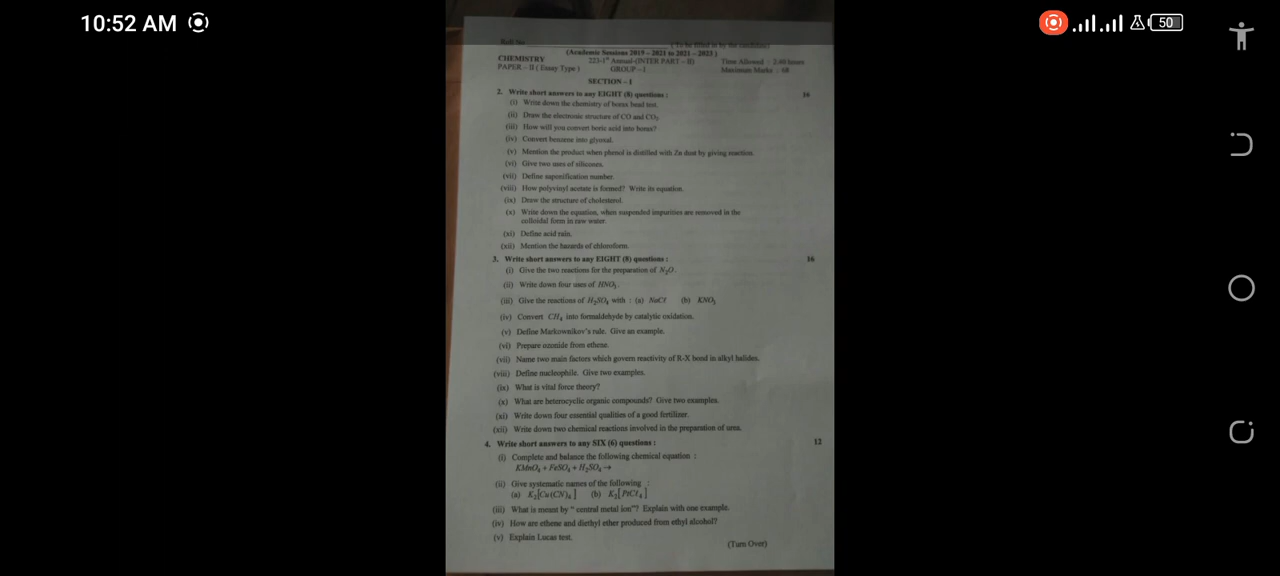 10:52 AM
50
Roll No. (To be filled in by the candidate)
(Academic Sessions 2019 – 2021 to 2021 – 2023)
CHEMISTRY 221-1st Annual-(INTER PART – II) Time Allowed : 2.40 hours
PAPER – II ( Essay Type ) GROUP – I Maximum Marks : 68
SECTION – I
2. Write short answers to any EIGHT (8) questions : 16
(i) Write down the chemistry of borax bead test.
(ii) Draw the electronic structure of CO and CO₂
(iii) How will you convert boric acid into borax?
(iv) Convert benzene into glyoxal.
(v) Mention the product when phenol is distilled with Zn dust by giving reaction.
(vi) Give two uses of silicones.
(vii) Define saponification number.
(viii) How polyvinyl acetate is formed? Write its equation.
(ix) Draw the structure of cholesterol.
(x) Write down the equation, when suspended impurities are removed in the
colloidal form in raw water.
(xi) Define acid rain.
(xii) Mention the hazards of chloroform.
3. Write short answers to any EIGHT (8) questions : 16
(i) Give the two reactions for the preparation of N₂O.
(ii) Write down four uses of HNO₃.
(iii) Give the reactions of H₂SO₄ with : (a) NaCl (b) KNO₃
(iv) Convert CH₄ into formaldehyde by catalytic oxidation.
(v) Define Markownikov's rule. Give an example.
(vi) Prepare ozonide from ethene.
(vii) Name two main factors which govern reactivity of R-X bond in alkyl halides.
(viii) Define nucleophile. Give two examples.
(ix) What is vital force theory?
(x) What are heterocyclic organic compounds? Give two examples.
(xi) Write down four essential qualities of a good fertilizer.
(xii) Write down two chemical reactions involved in the preparation of urea.
4. Write short answers to any SIX (6) questions : 12
(i) Complete and balance the following chemical equation :
KMnO₄ + FeSO₄ + H₂SO₄ →
(ii) Give systematic names of the following :
(a) K₃[Cu(CN)₄] (b) K₂[PtCl₄]
(iii) What is meant by " central metal ion"? Explain with one example.
(iv) How are ethene and diethyl ether produced from ethyl alcohol?
(v) Explain Lucas test.
(Turn Over)